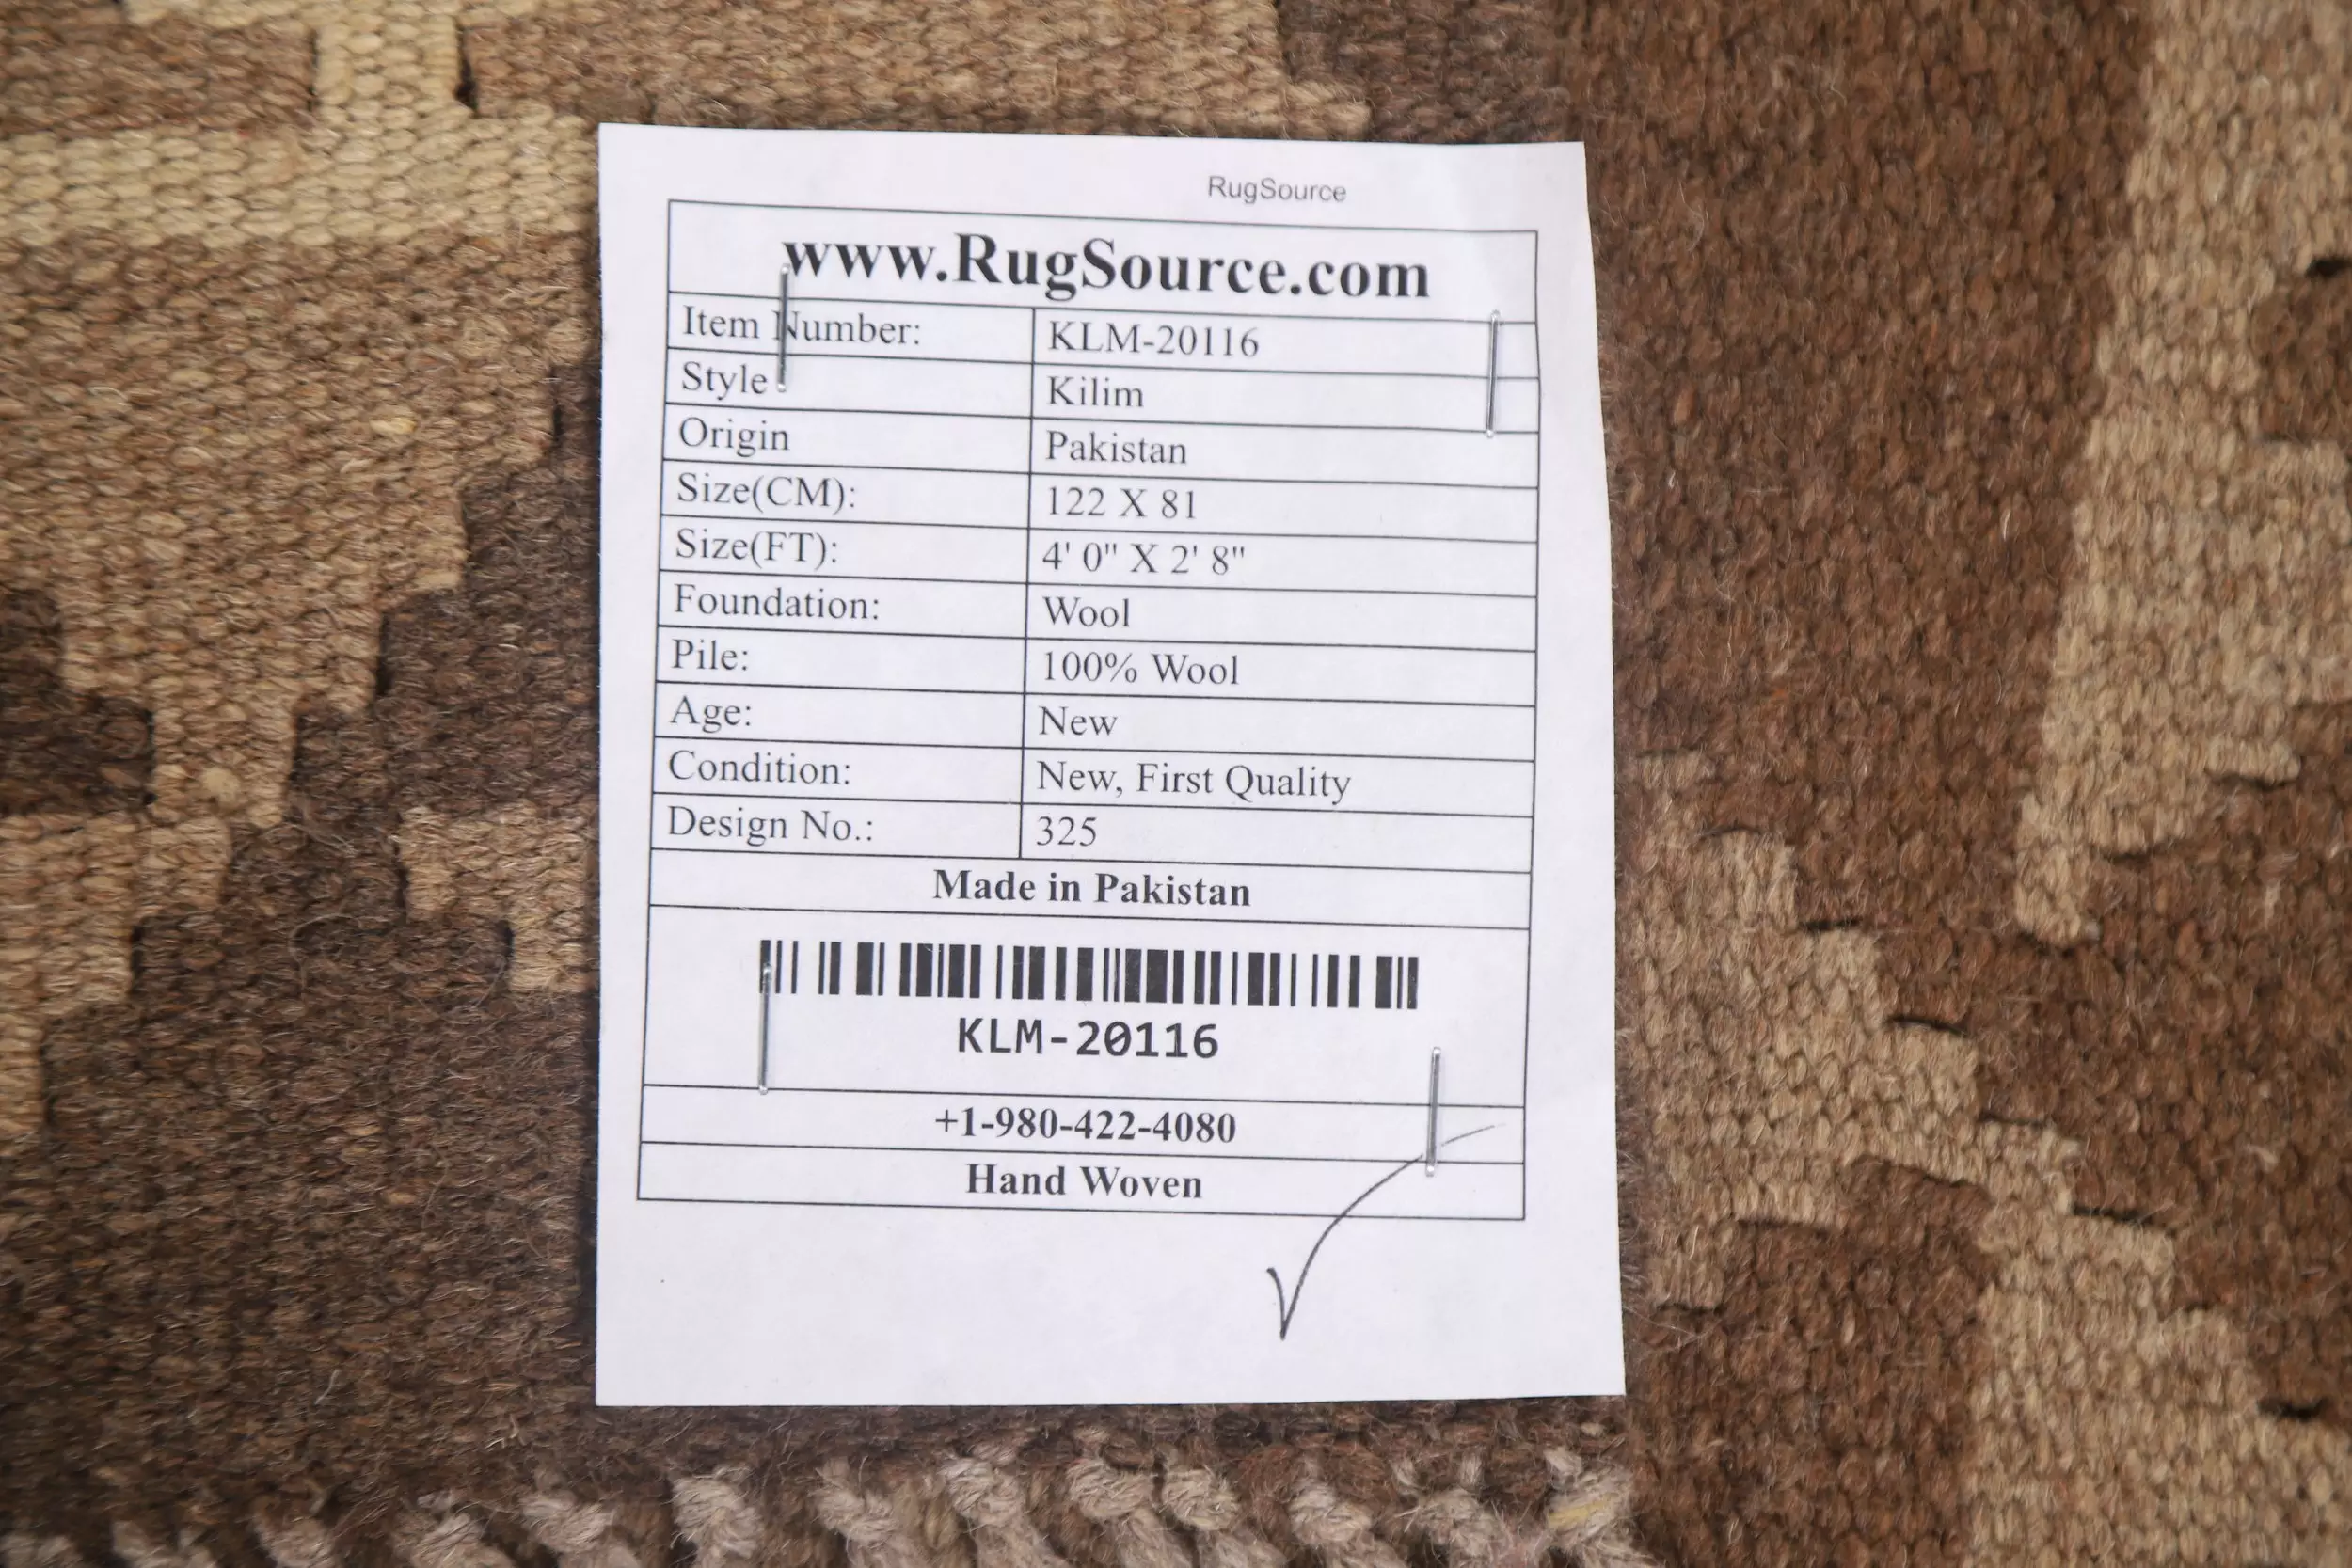 RugSource
www.RugSource.com
Item Number: KLM-20116
Style Kilim
Origin Pakistan
Size(CM): 122 X 81
Size(FT): 4' 0" X 2' 8"
Foundation: Wool
Pile: 100% Wool
Age: New
Condition: New, First Quality
Design No.: 325
Made in Pakistan
KLM-20116
+1-980-422-4080
Hand Woven